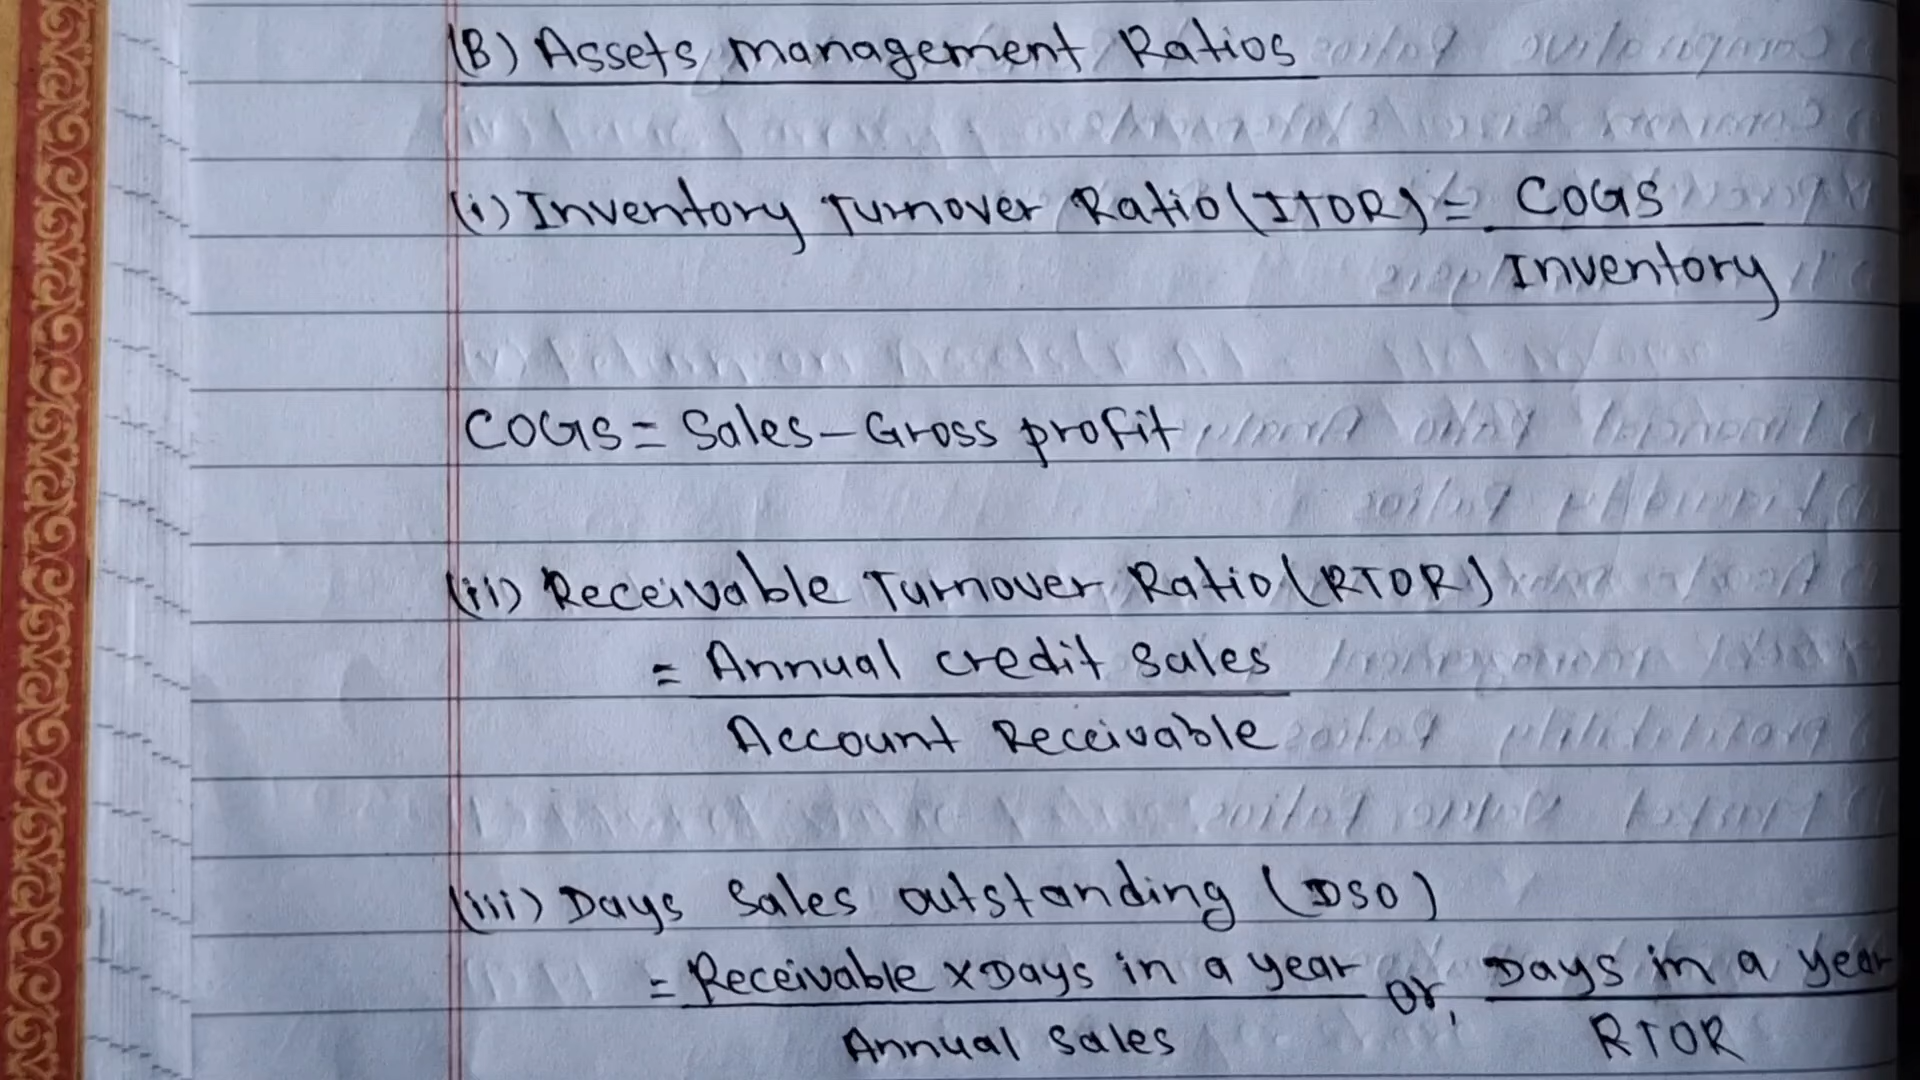 (B) Assets management Ratios
(i) Inventory Turnover Ratio (ITOR) = COGS
Inventory
COGS = Sales - Gross profit
(ii) Receivable Turnover Ratio (RTOR)
= Annual credit sales
Account Receivable
(iii) Days Sales outstanding (DSO)
= Receivable x Days in a year or, Days in a year
Annual sales RTOR